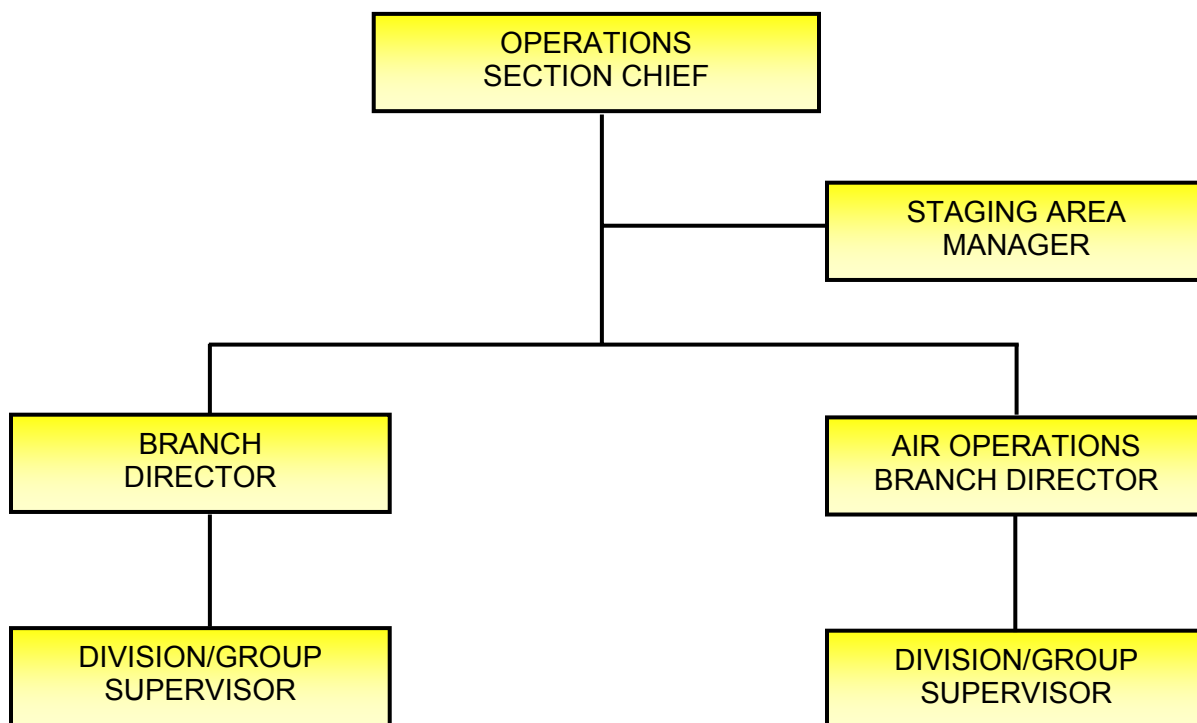 OPERATIONS
SECTION CHIEF
STAGING AREA
MANAGER
BRANCH
DIRECTOR
AIR OPERATIONS
BRANCH DIRECTOR
DIVISION/GROUP
SUPERVISOR
DIVISION/GROUP
SUPERVISOR